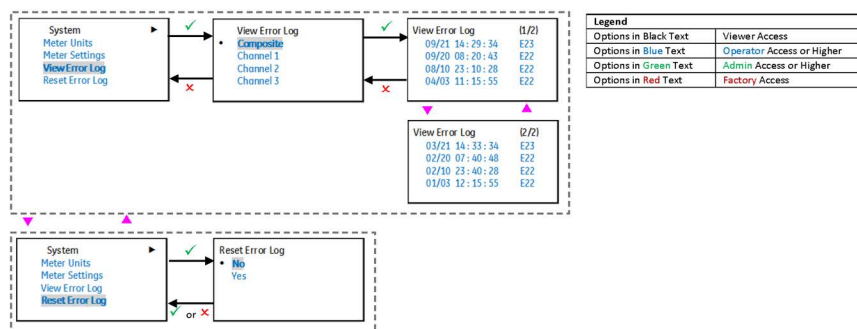 System
Meter Units
Meter Settings
View Error Log
Reset Error Log
View Error Log
• Composite
Channel 1
Channel 2
Channel 3
View Error Log (1/2)
09/21 14:29:34 E23
09/20 08:20:43 E22
08/10 23:10:28 E22
04/03 11:15:55 E22
View Error Log (2/2)
03/21 14:33:34 E23
02/20 07:40:48 E22
02/10 23:40:28 E22
01/03 12:15:55 E22
System
Meter Units
Meter Settings
View Error Log
Reset Error Log
or
Reset Error Log
• No
Yes
Legend
Options in Black Text Viewer Access
Options in Blue Text Operator Access or Higher
Options in Green Text Admin Access or Higher
Options in Red Text Factory Access